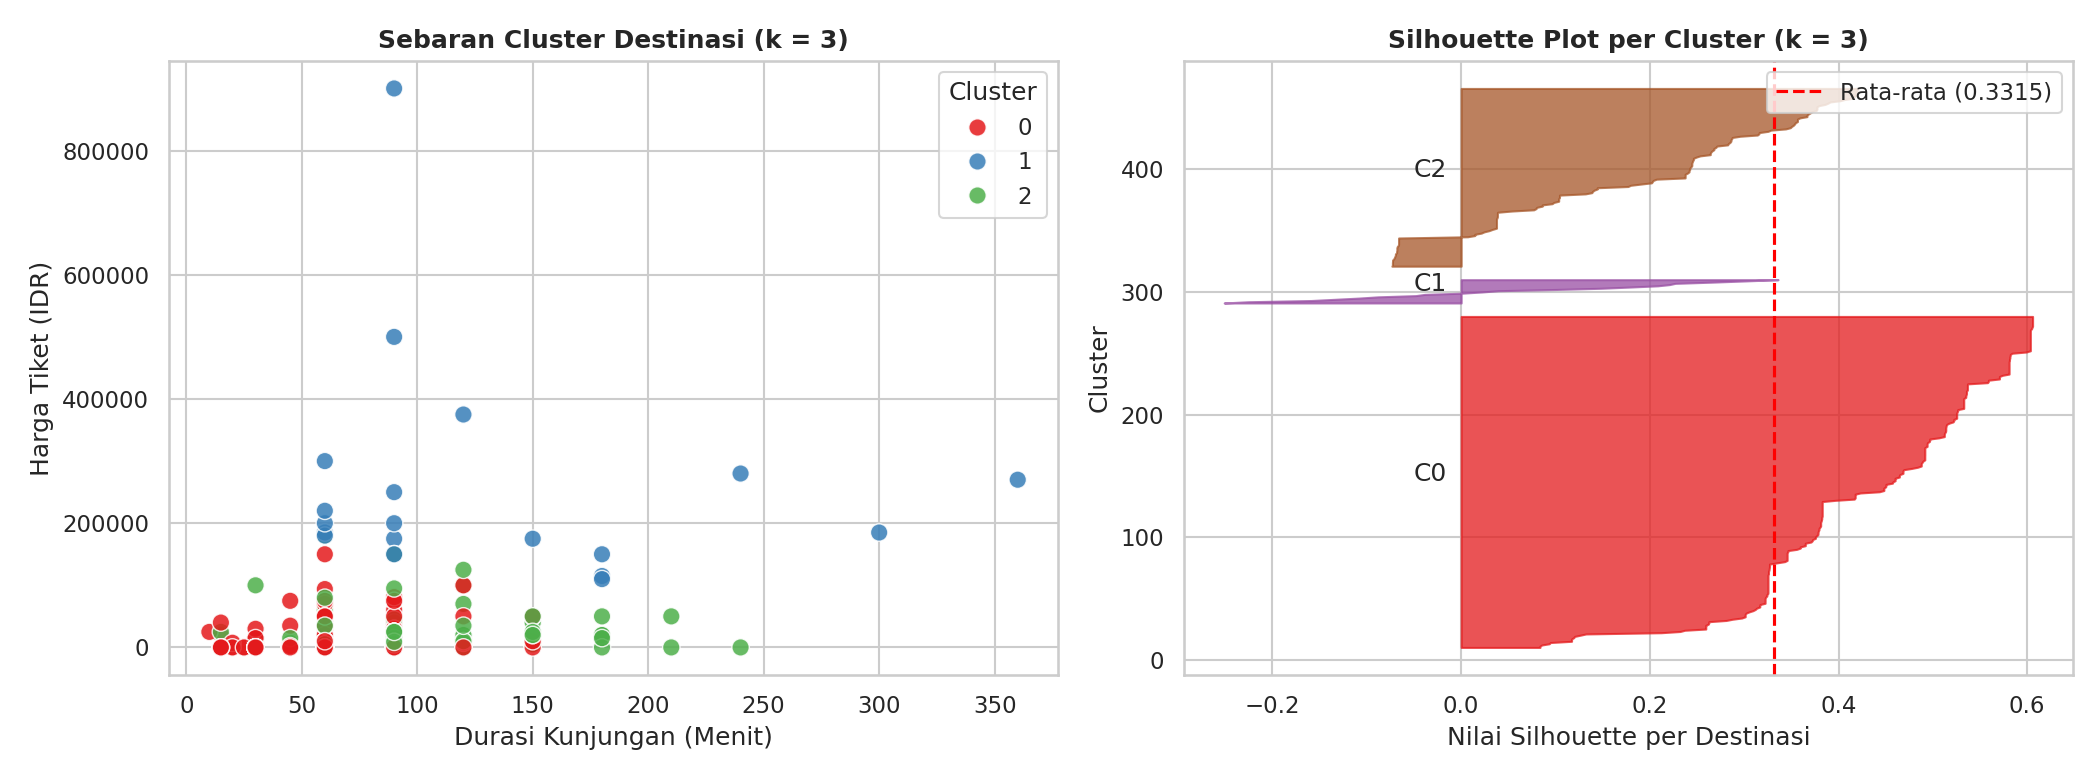 Sebaran Cluster Destinasi (k = 3)
Harga Tiket (IDR)
800000
600000
400000
200000
0
0 50 100 150 200 250 300 350
Durasi Kunjungan (Menit)
Cluster
0
1
2
Silhouette Plot per Cluster (k = 3)
Rata-rata (0.3315)
Cluster
400
300
200
100
0
C2
C1
C0
−0.2 0.0 0.2 0.4 0.6
Nilai Silhouette per Destinasi